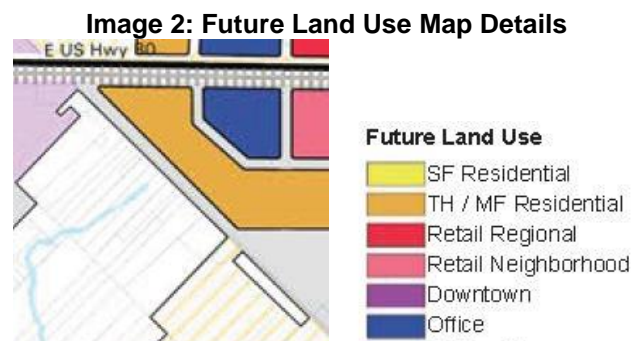 Image 2: Future Land Use Map Details
E US Hwy 80
Future Land Use
SF Residential
TH / MF Residential
Retail Regional
Retail Neighborhood
Downtown
Office